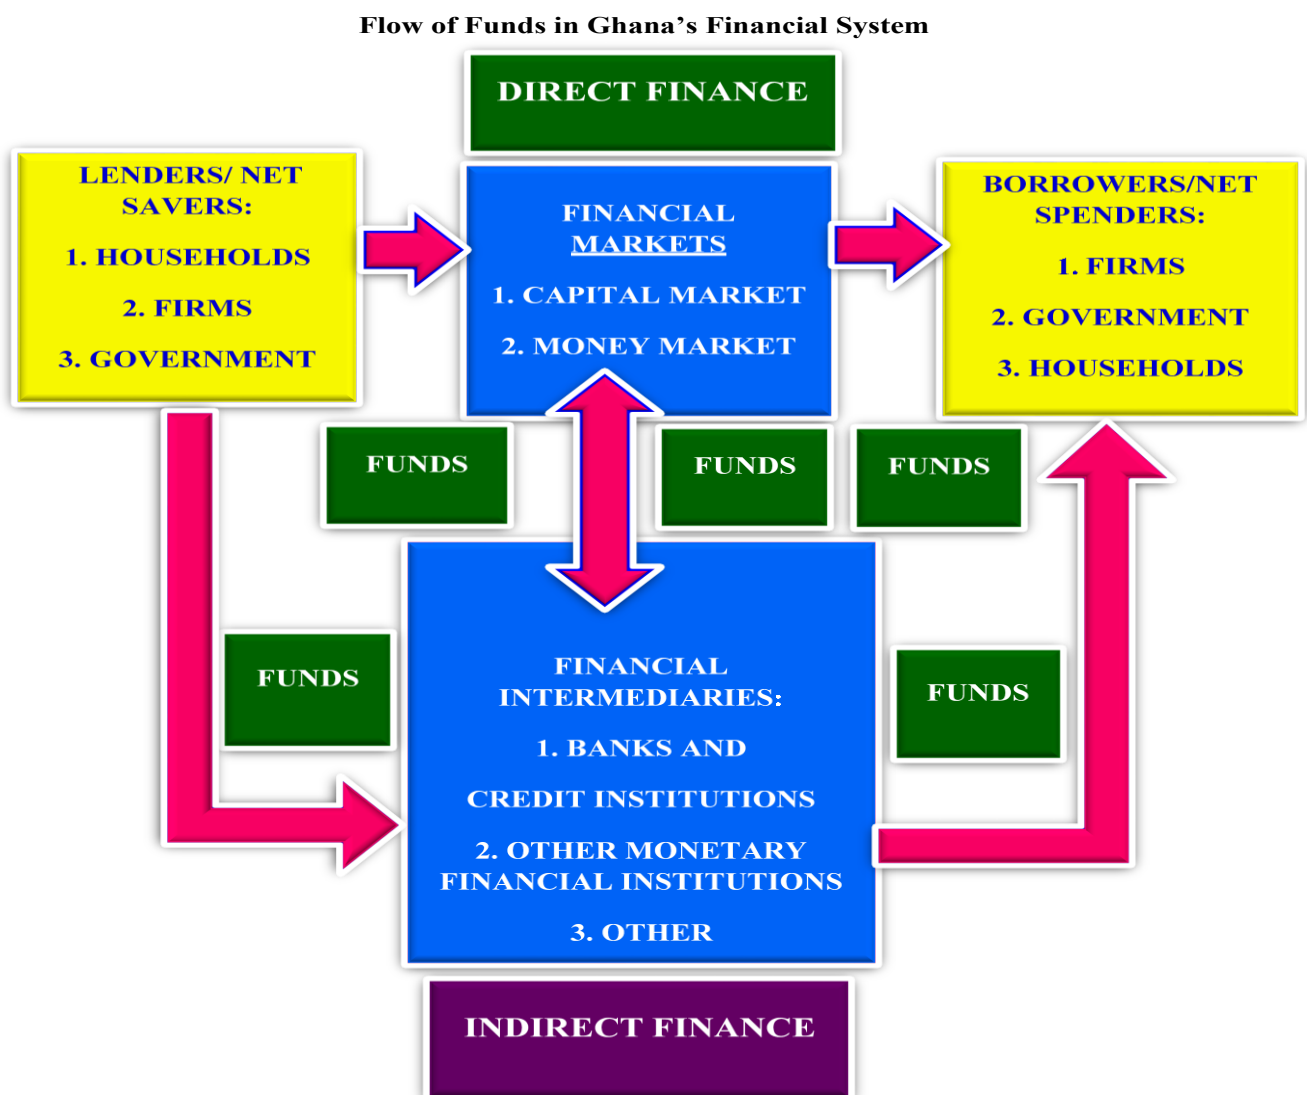 Flow of Funds in Ghana’s Financial System
DIRECT FINANCE
LENDERS/ NET
SAVERS:
1. HOUSEHOLDS
2. FIRMS
3. GOVERNMENT
FINANCIAL
MARKETS
1. CAPITAL MARKET
2. MONEY MARKET
BORROWERS/NET
SPENDERS:
1. FIRMS
2. GOVERNMENT
3. HOUSEHOLDS
FUNDS
FUNDS
FUNDS
FUNDS
FINANCIAL
INTERMEDIARIES:
1. BANKS AND
CREDIT INSTITUTIONS
2. OTHER MONETARY
FINANCIAL INSTITUTIONS
3. OTHER
FUNDS
INDIRECT FINANCE